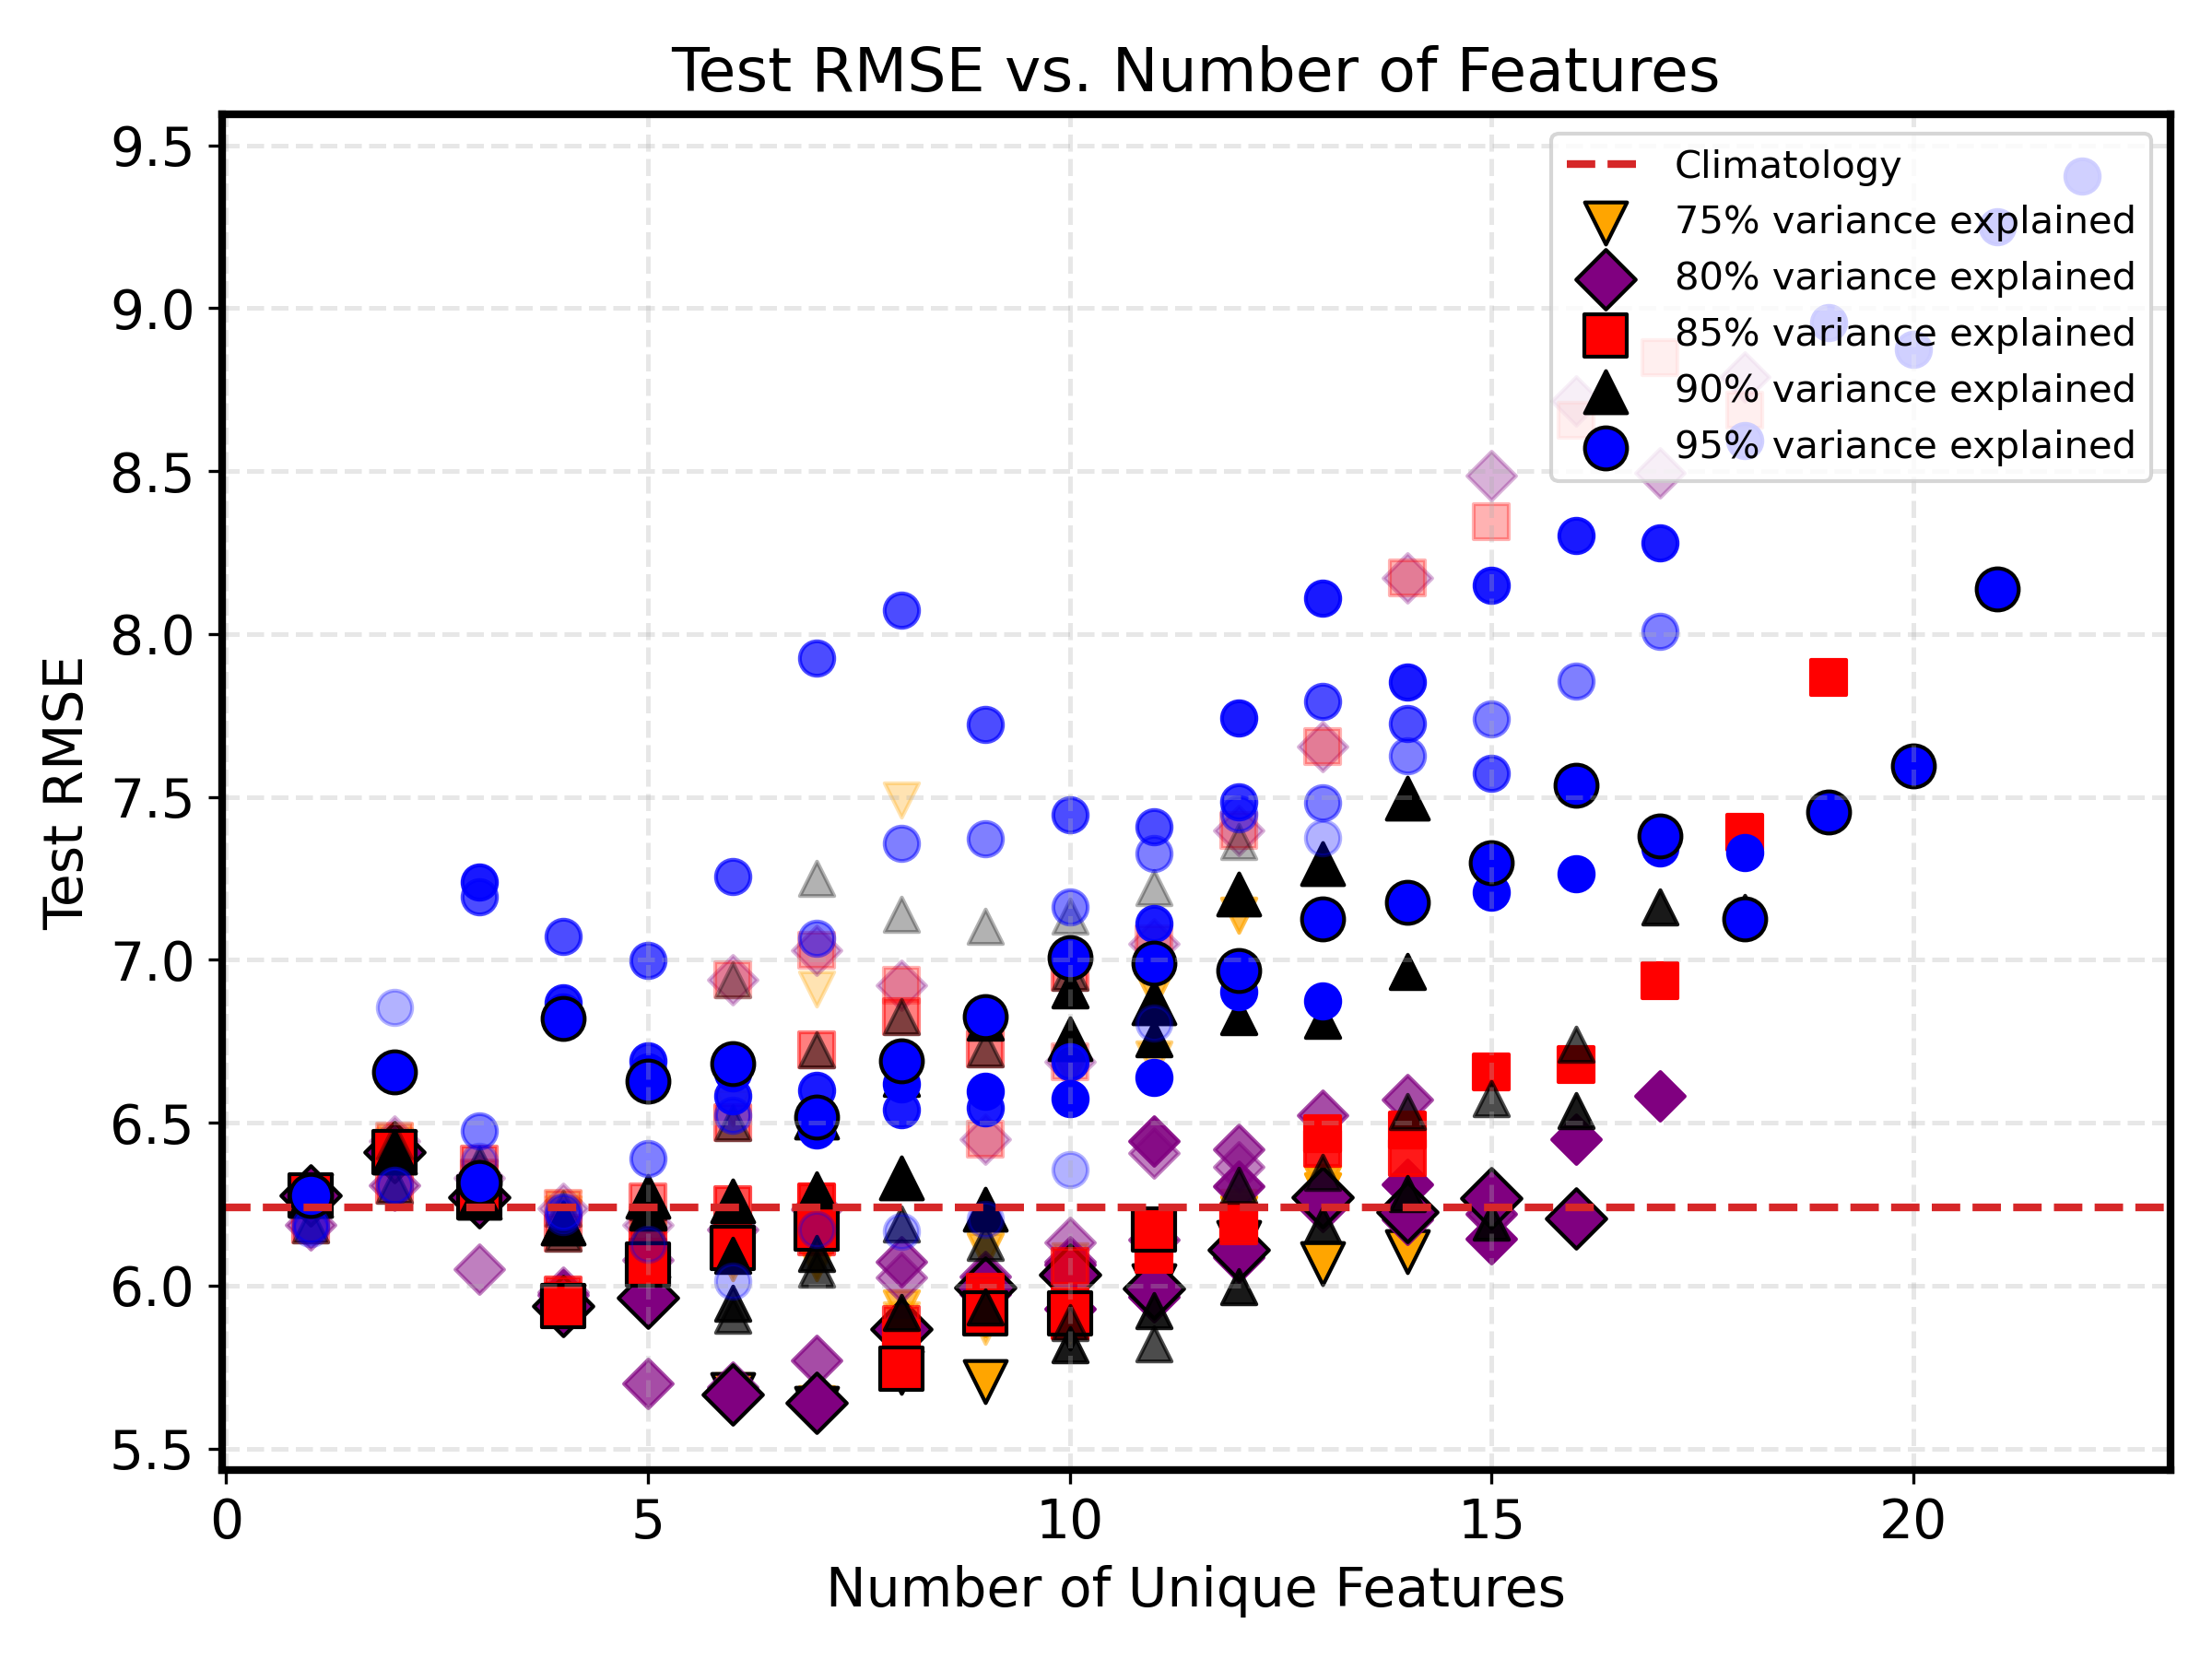 Test RMSE vs. Number of Features
Climatology
75% variance explained
80% variance explained
85% variance explained
90% variance explained
95% variance explained
Test RMSE
9.5
9.0
8.5
8.0
7.5
7.0
6.5
6.0
5.5
0 5 10 15 20
Number of Unique Features